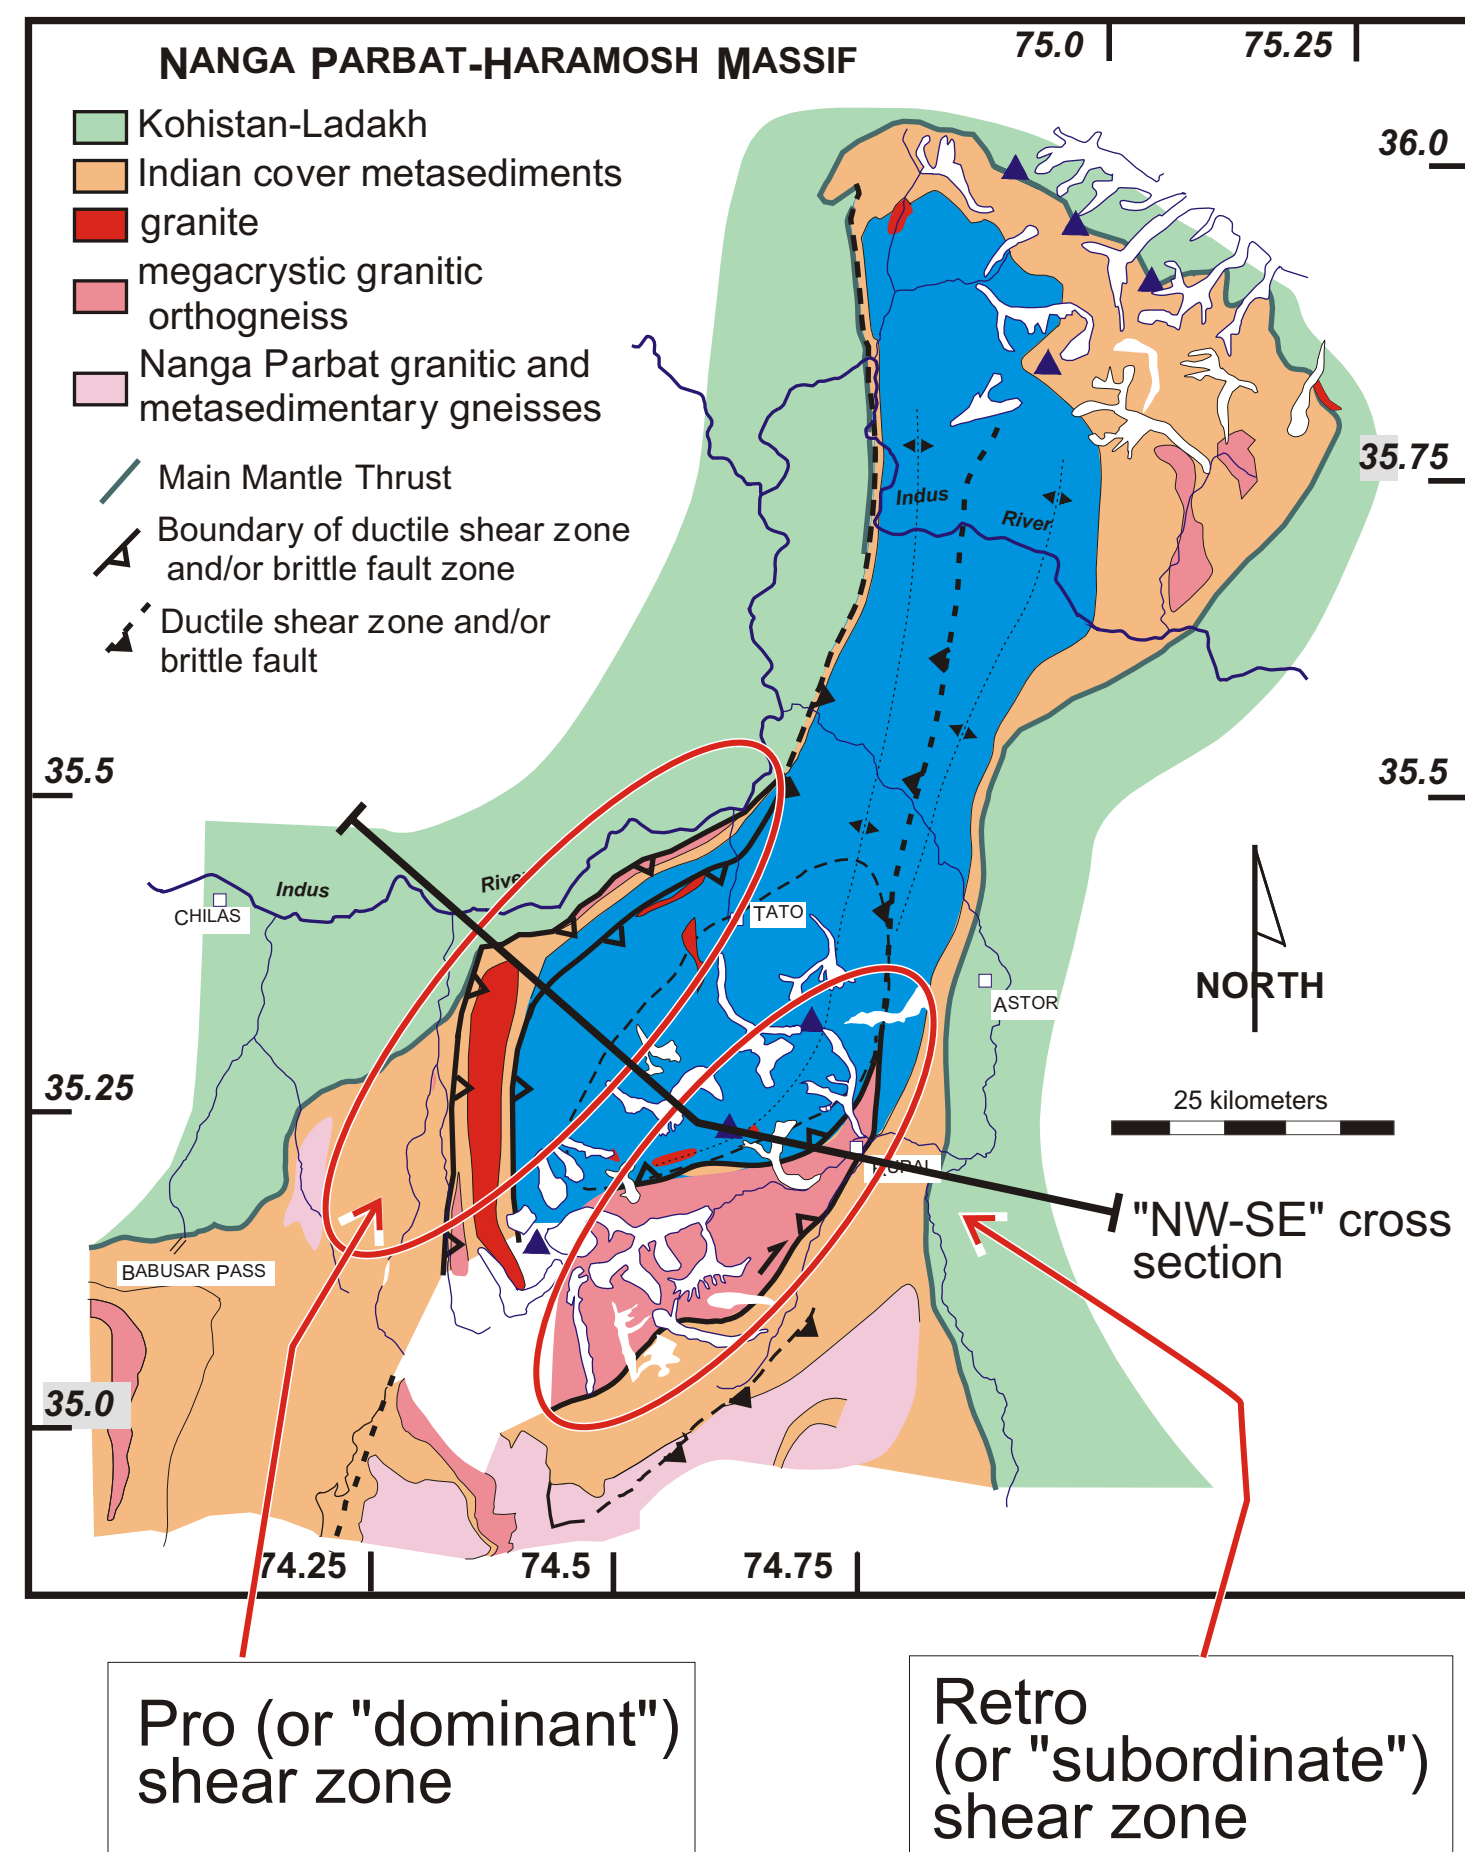 NANGA PARBAT-HARAMOSH MASSIF
75.0
75.25
Kohistan-Ladakh
Indian cover metasediments
granite
megacrystic granitic
orthogneiss
Nanga Parbat granitic and
metasedimentary gneisses
Main Mantle Thrust
Boundary of ductile shear zone
and/or brittle fault zone
Ductile shear zone and/or
brittle fault
36.0
35.75
Indus
River
35.5
35.5
Indus
River
CHILAS
TATO
ASTOR
NORTH
35.25
25 kilometers
RUPAL
"NW-SE" cross
section
BABUSAR PASS
35.0
74.25
74.5
74.75
Pro (or "dominant")
shear zone
Retro
(or "subordinate")
shear zone